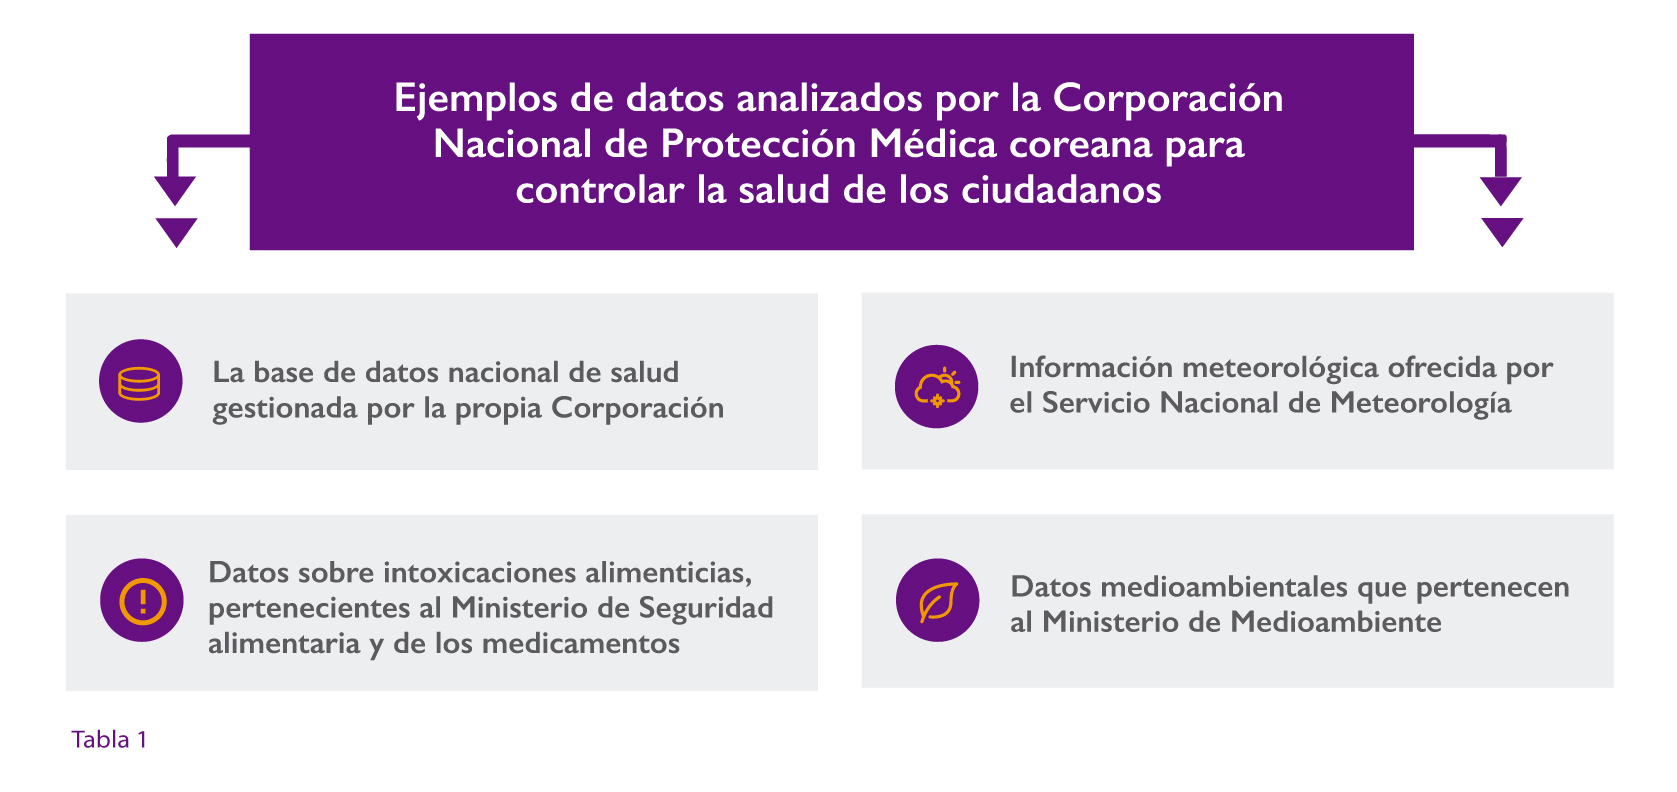 Ejemplos de datos analizados por la Corporación
Nacional de Protección Médica coreana para
controlar la salud de los ciudadanos
La base de datos nacional de salud
gestionada por la propia Corporación
Información meteorológica ofrecida por
el Servicio Nacional de Meteorología
Datos sobre intoxicaciones alimenticias,
pertenecientes al Ministerio de Seguridad
alimentaria y de los medicamentos
Datos medioambientales que pertenecen
al Ministerio de Medioambiente
Tabla 1